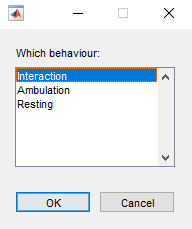 Which behaviour:
Interaction
Ambulation
Resting
OK
Cancel